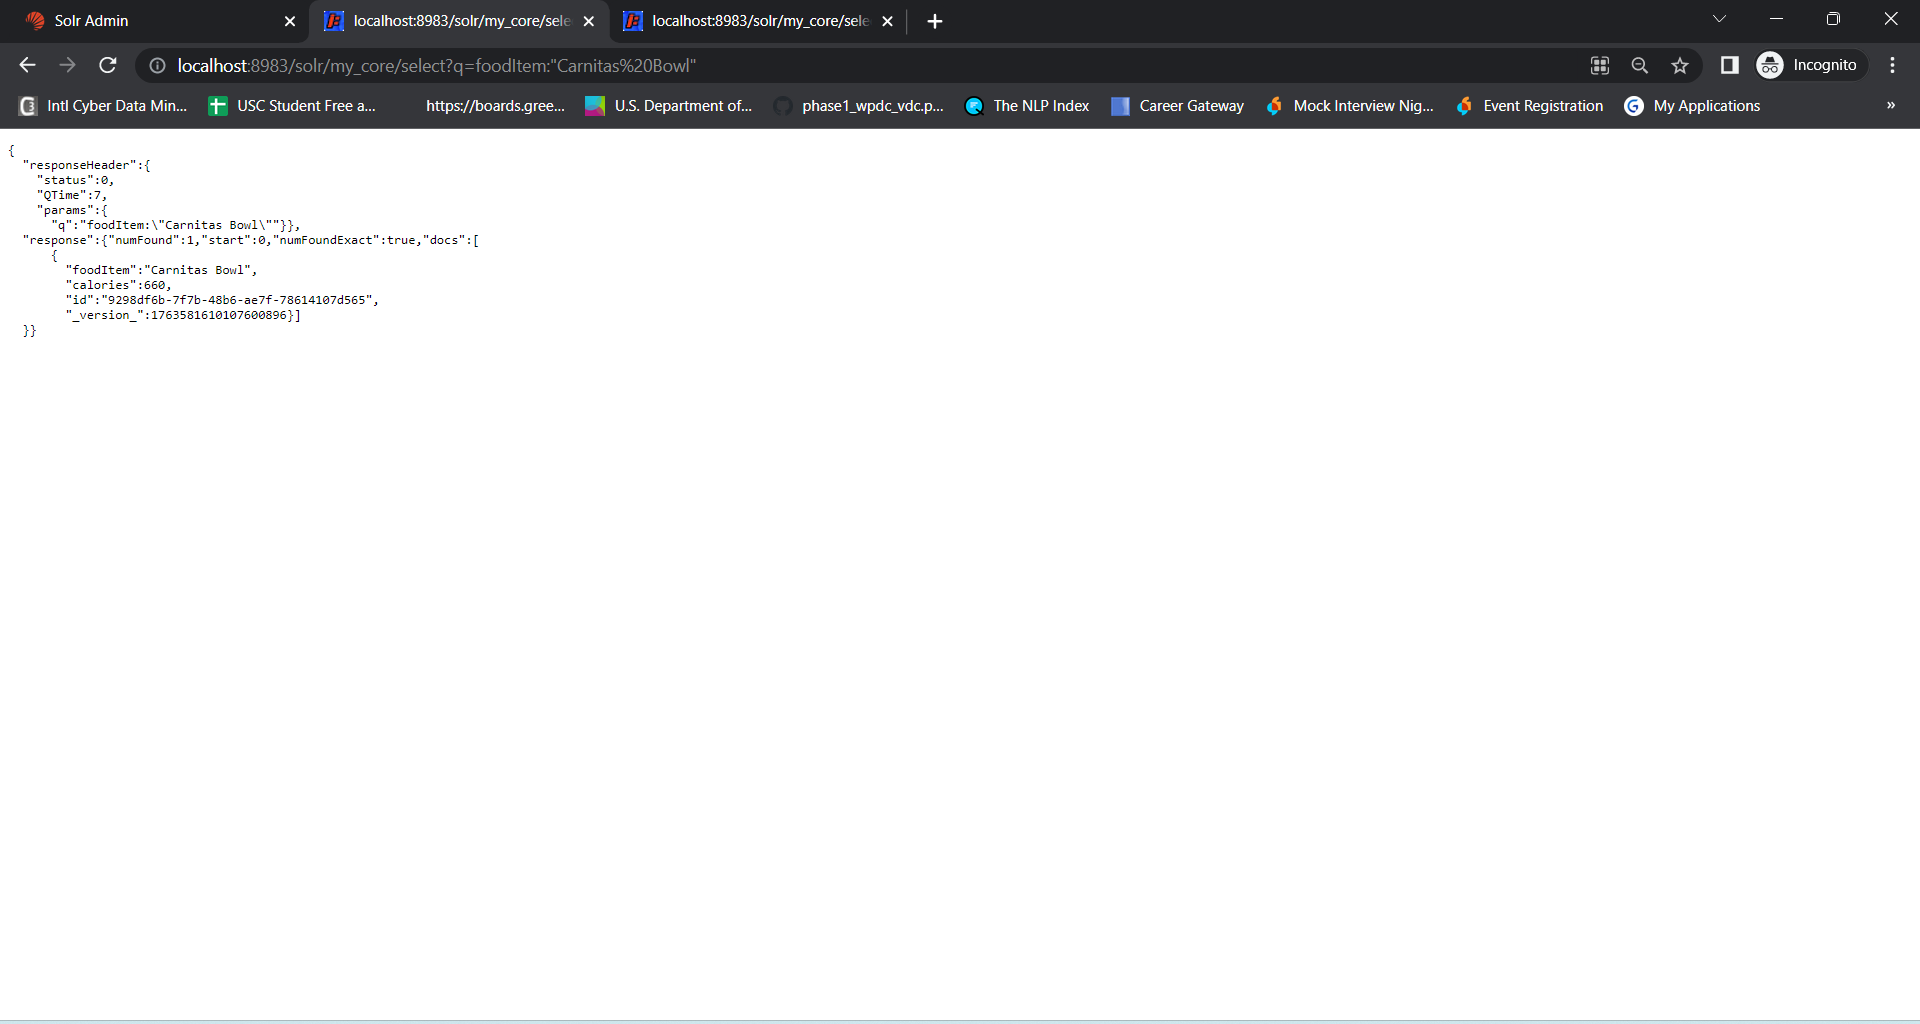 Solr Admin
localhost:8983/solr/my_core/sele
localhost:8983/solr/my_core/sele
localhost:8983/solr/my_core/select?q=foodItem:"Carnitas%20Bowl"
Incognito
Intl Cyber Data Min...
USC Student Free a...
https://boards.gree...
U.S. Department of...
phase1_wpdc_vdc.p...
The NLP Index
Career Gateway
Mock Interview Nig...
Event Registration
My Applications
»
{
"responseHeader":{
"status":0,
"QTime":7,
"params":{
"q":"foodItem:\"Carnitas Bowl\""}},
"response":{"numFound":1,"start":0,"numFoundExact":true,"docs":[
{
"foodItem":"Carnitas Bowl",
"calories":660,
"id":"9298df6b-7f7b-48b6-ae7f-78614107d565",
"_version_":1763581610107600896}]
}}